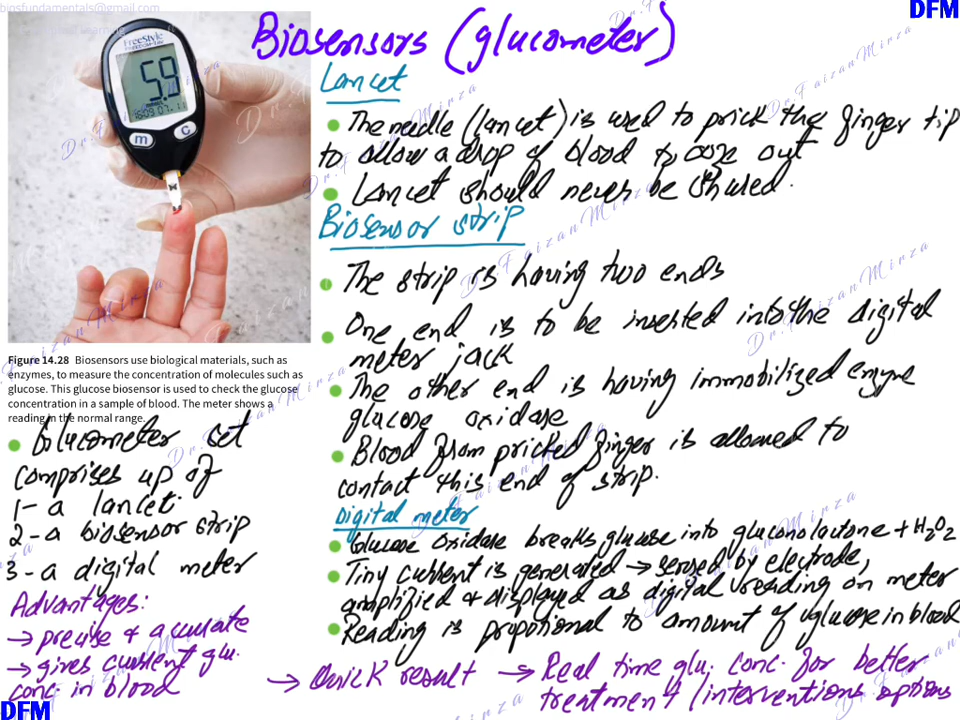 binsfundamentals@gmail.com
DFM
Biosensors (glucometer)
FreeStyle
5.9
m
c
Lancet
• The needle (lancet) is used to prick the finger tip
to allow a drop of blood to ooze out
• Lancet should never be shared.
Biosensor strip
• The strip is having two ends
• One end is to be inserted into the digital
meter jack
• The other end is having immobilized enzyme
glucose oxidase
• Blood from pricked finger is allowed to
contact this end of strip.
Digital meter
• Glucose Oxidase breaks glucose into gluconolactone + H2O2
• Tiny current is generated → sensed by electrode,
amplified & displayed as digital reading on meter
• Reading is propotional to amount of glucose in blood
Figure 14.28 Biosensors use biological materials, such as
enzymes, to measure the concentration of molecules such as
glucose. This glucose biosensor is used to check the glucose
concentration in a sample of blood. The meter shows a
reading in the normal range.
• Glucometer set
comprises up of
1- a lancet.
2- a biosensor strip
3- a digital meter
Advantages:
→ precise & accurate
→ gives current glu.
conc. in blood
→ Quick result
→ Real time glu. conc. for better
treatment/interventions options
DFM
Dr.FaizanMirza